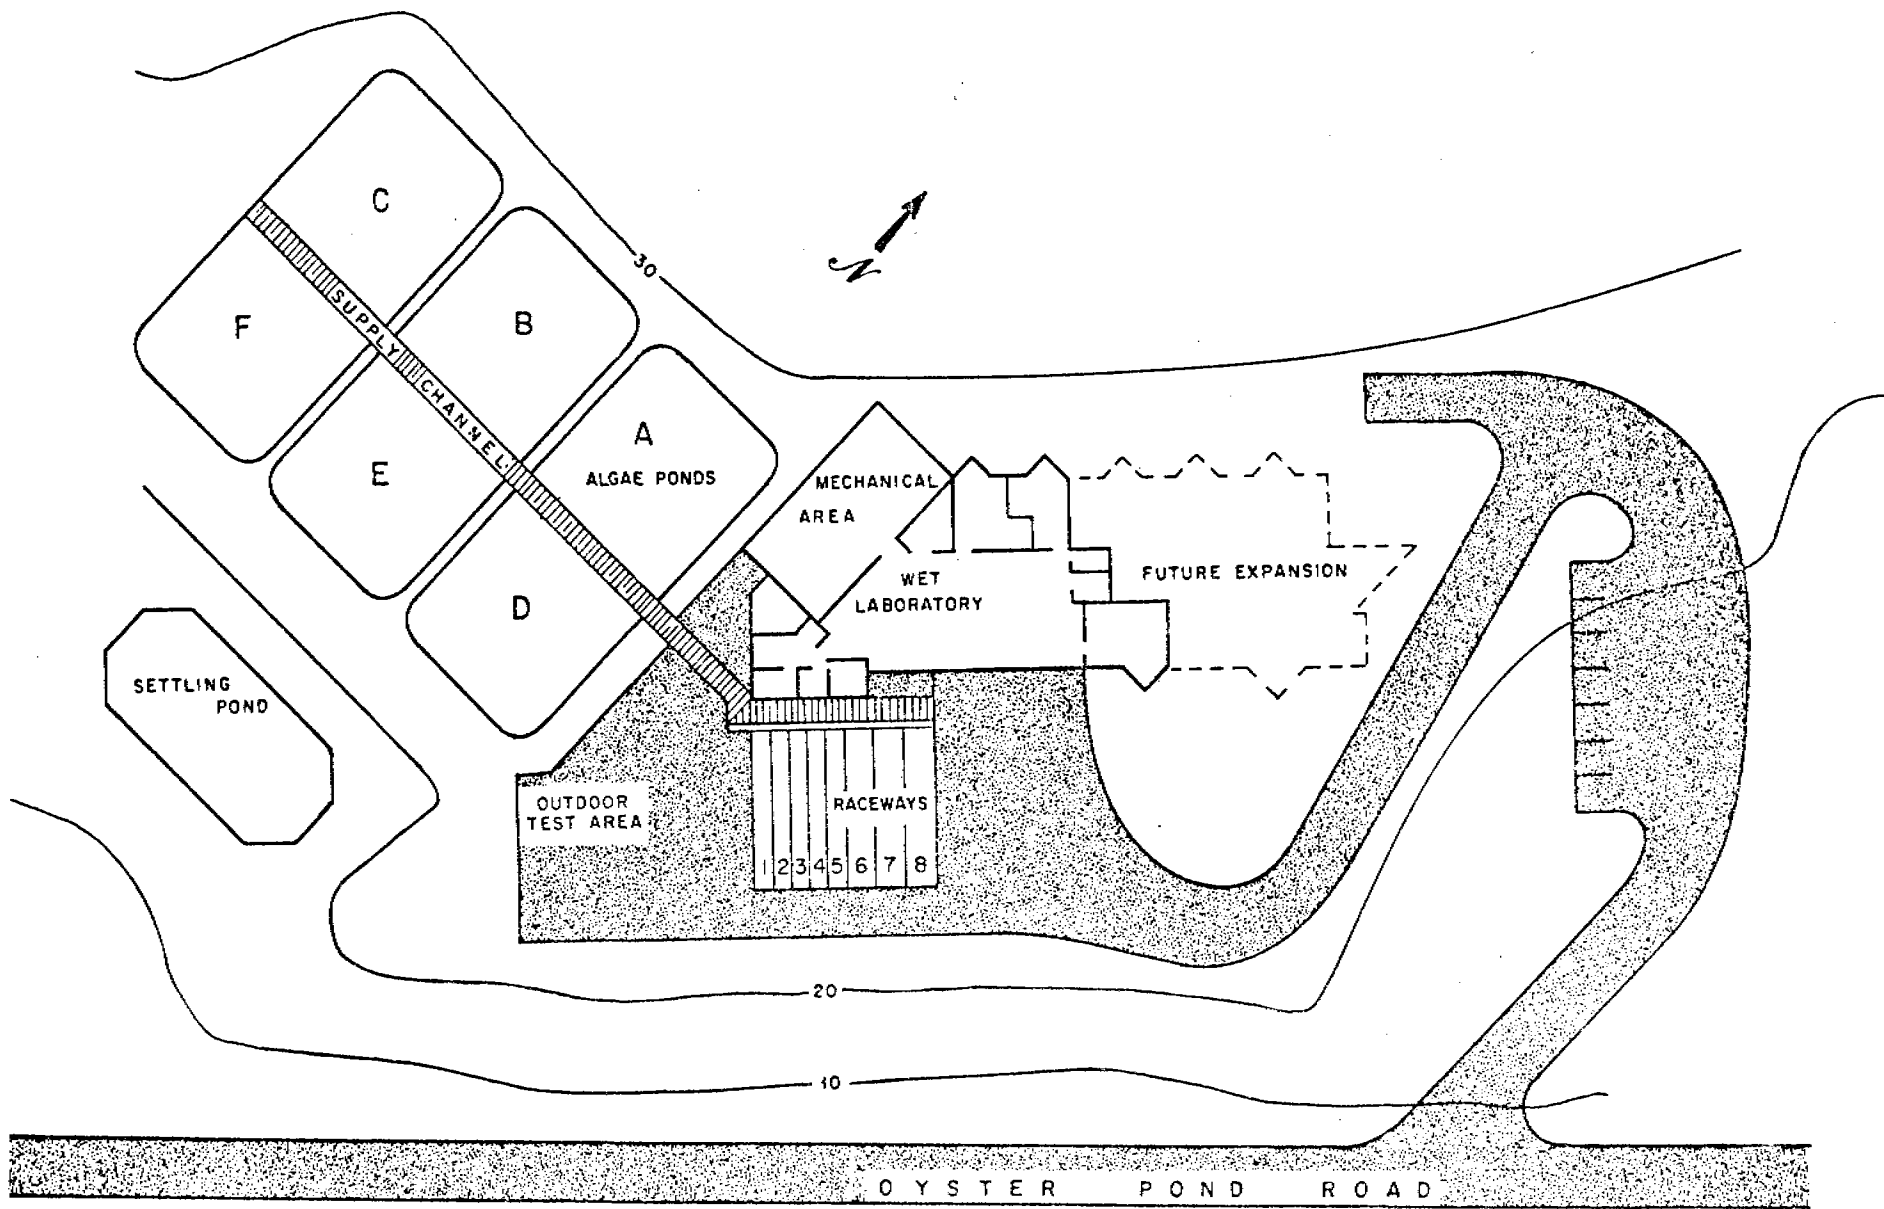 C
30
N
F
SUPPLY CHANNEL
B
A
ALGAE PONDS
E
MECHANICAL
AREA
D
WET
LABORATORY
FUTURE EXPANSION
SETTLING
POND
OUTDOOR
TEST AREA
RACEWAYS
1 2 3 4 5 6 7 8
20
10
OYSTER POND ROAD